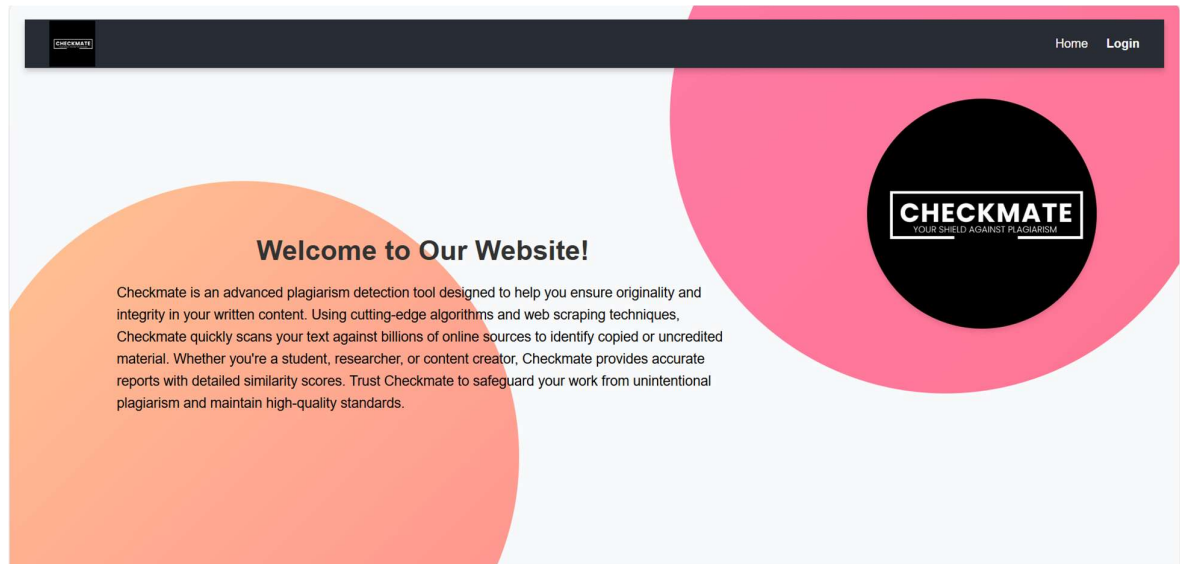 CHECKMATE
Home Login
CHECKMATE
YOUR SHIELD AGAINST PLAGIARISM
Welcome to Our Website!
Checkmate is an advanced plagiarism detection tool designed to help you ensure originality and
integrity in your written content. Using cutting-edge algorithms and web scraping techniques,
Checkmate quickly scans your text against billions of online sources to identify copied or uncredited
material. Whether you're a student, researcher, or content creator, Checkmate provides accurate
reports with detailed similarity scores. Trust Checkmate to safeguard your work from unintentional
plagiarism and maintain high-quality standards.